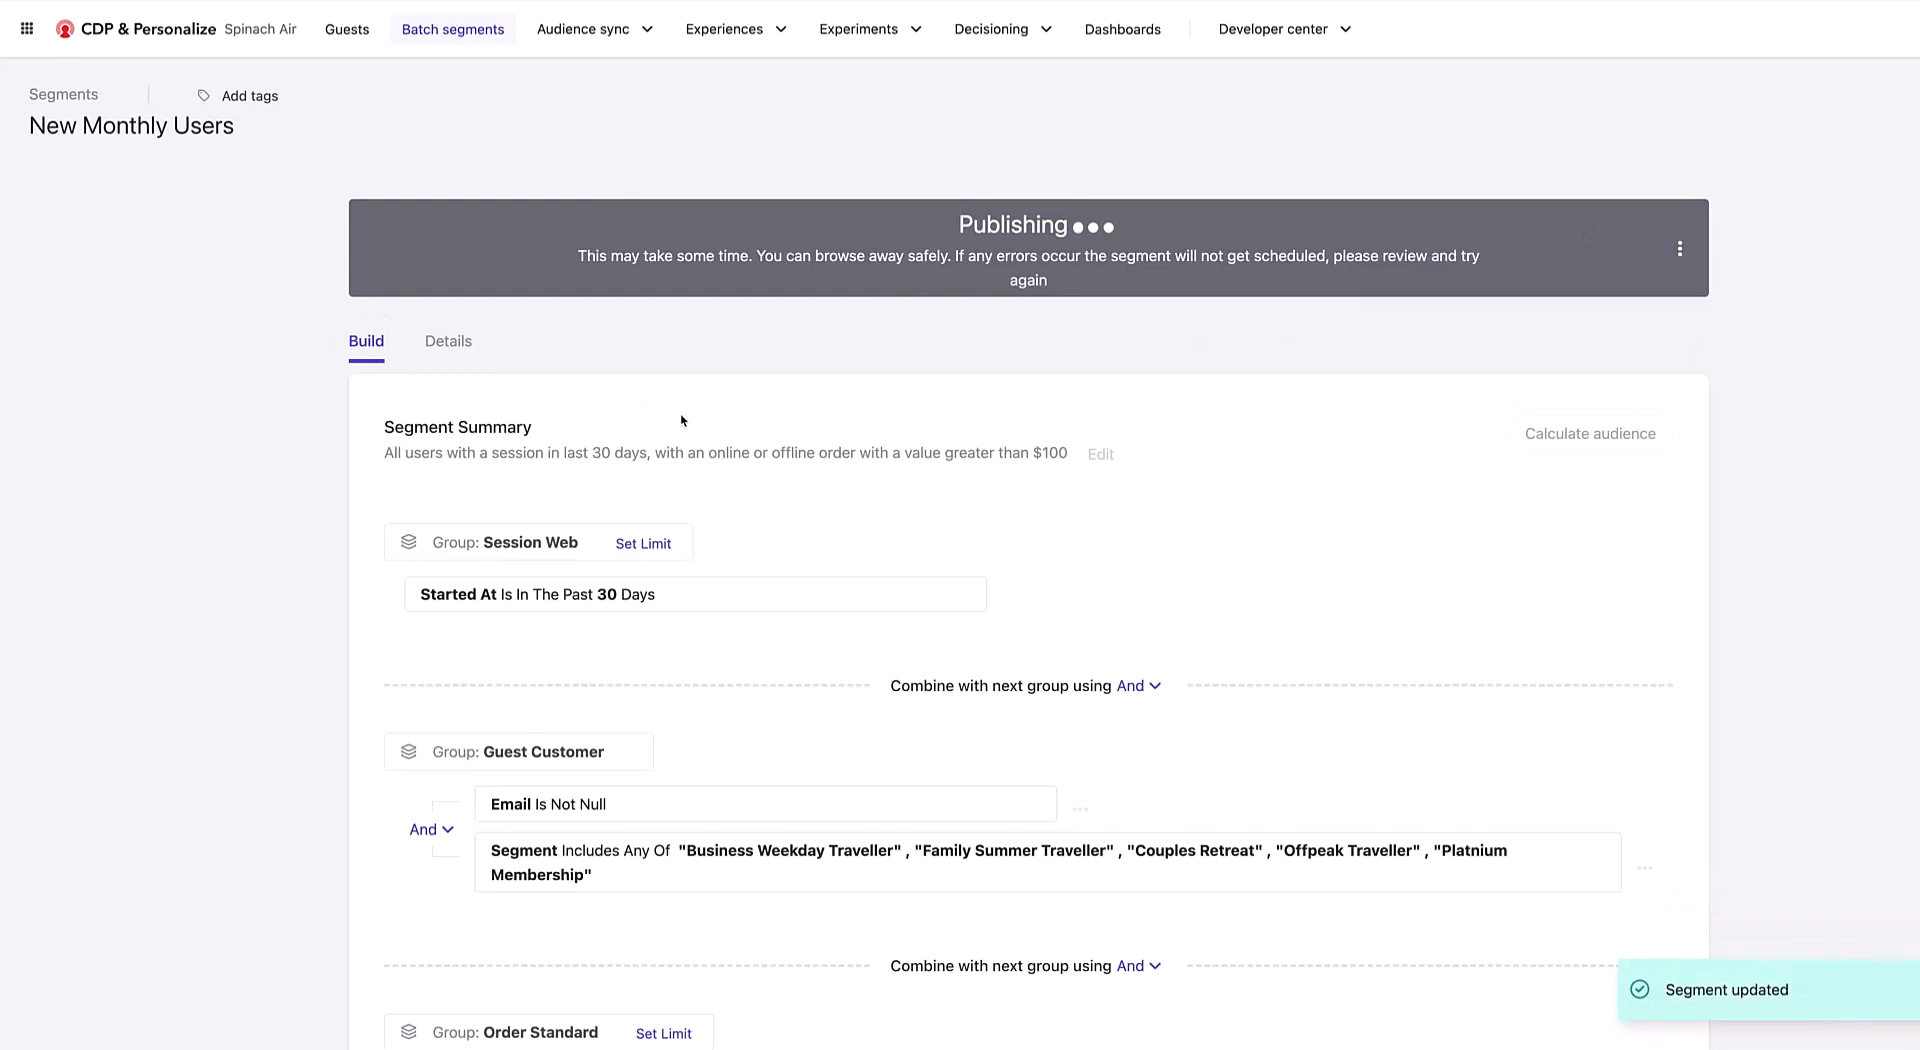 CDP & Personalize Spinach Air Guests Batch segments Audience sync Experiences Experiments Decisioning Dashboards Developer center
Segments Add tags
New Monthly Users
Publishing
This may take some time. You can browse away safely. If any errors occur the segment will not get scheduled, please review and try
again
Build Details
Segment Summary
Calculate audience
All users with a session in last 30 days, with an online or offline order with a value greater than $100 Edit
Group: Session Web Set Limit
Started At Is In The Past 30 Days
Combine with next group using And
Group: Guest Customer
Email Is Not Null
And
Segment Includes Any Of "Business Weekday Traveller" , "Family Summer Traveller" , "Couples Retreat" , "Offpeak Traveller" , "Platnium
Membership"
Combine with next group using And
Segment updated
Group: Order Standard Set Limit